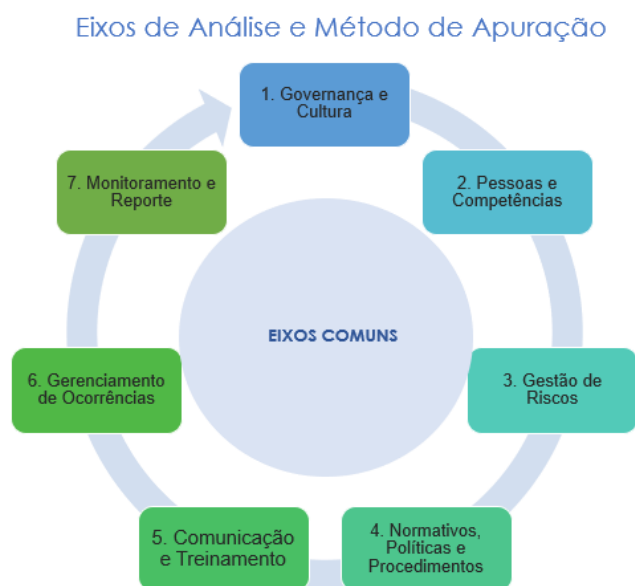 Eixos de Análise e Método de Apuração
1. Governança e
Cultura
2. Pessoas e
Competências
3. Gestão de
Riscos
4. Normativos,
Políticas e
Procedimentos
5. Comunicação
e Treinamento
6. Gerenciamento
de Ocorrências
7. Monitoramento e
Reporte
EIXOS COMUNS